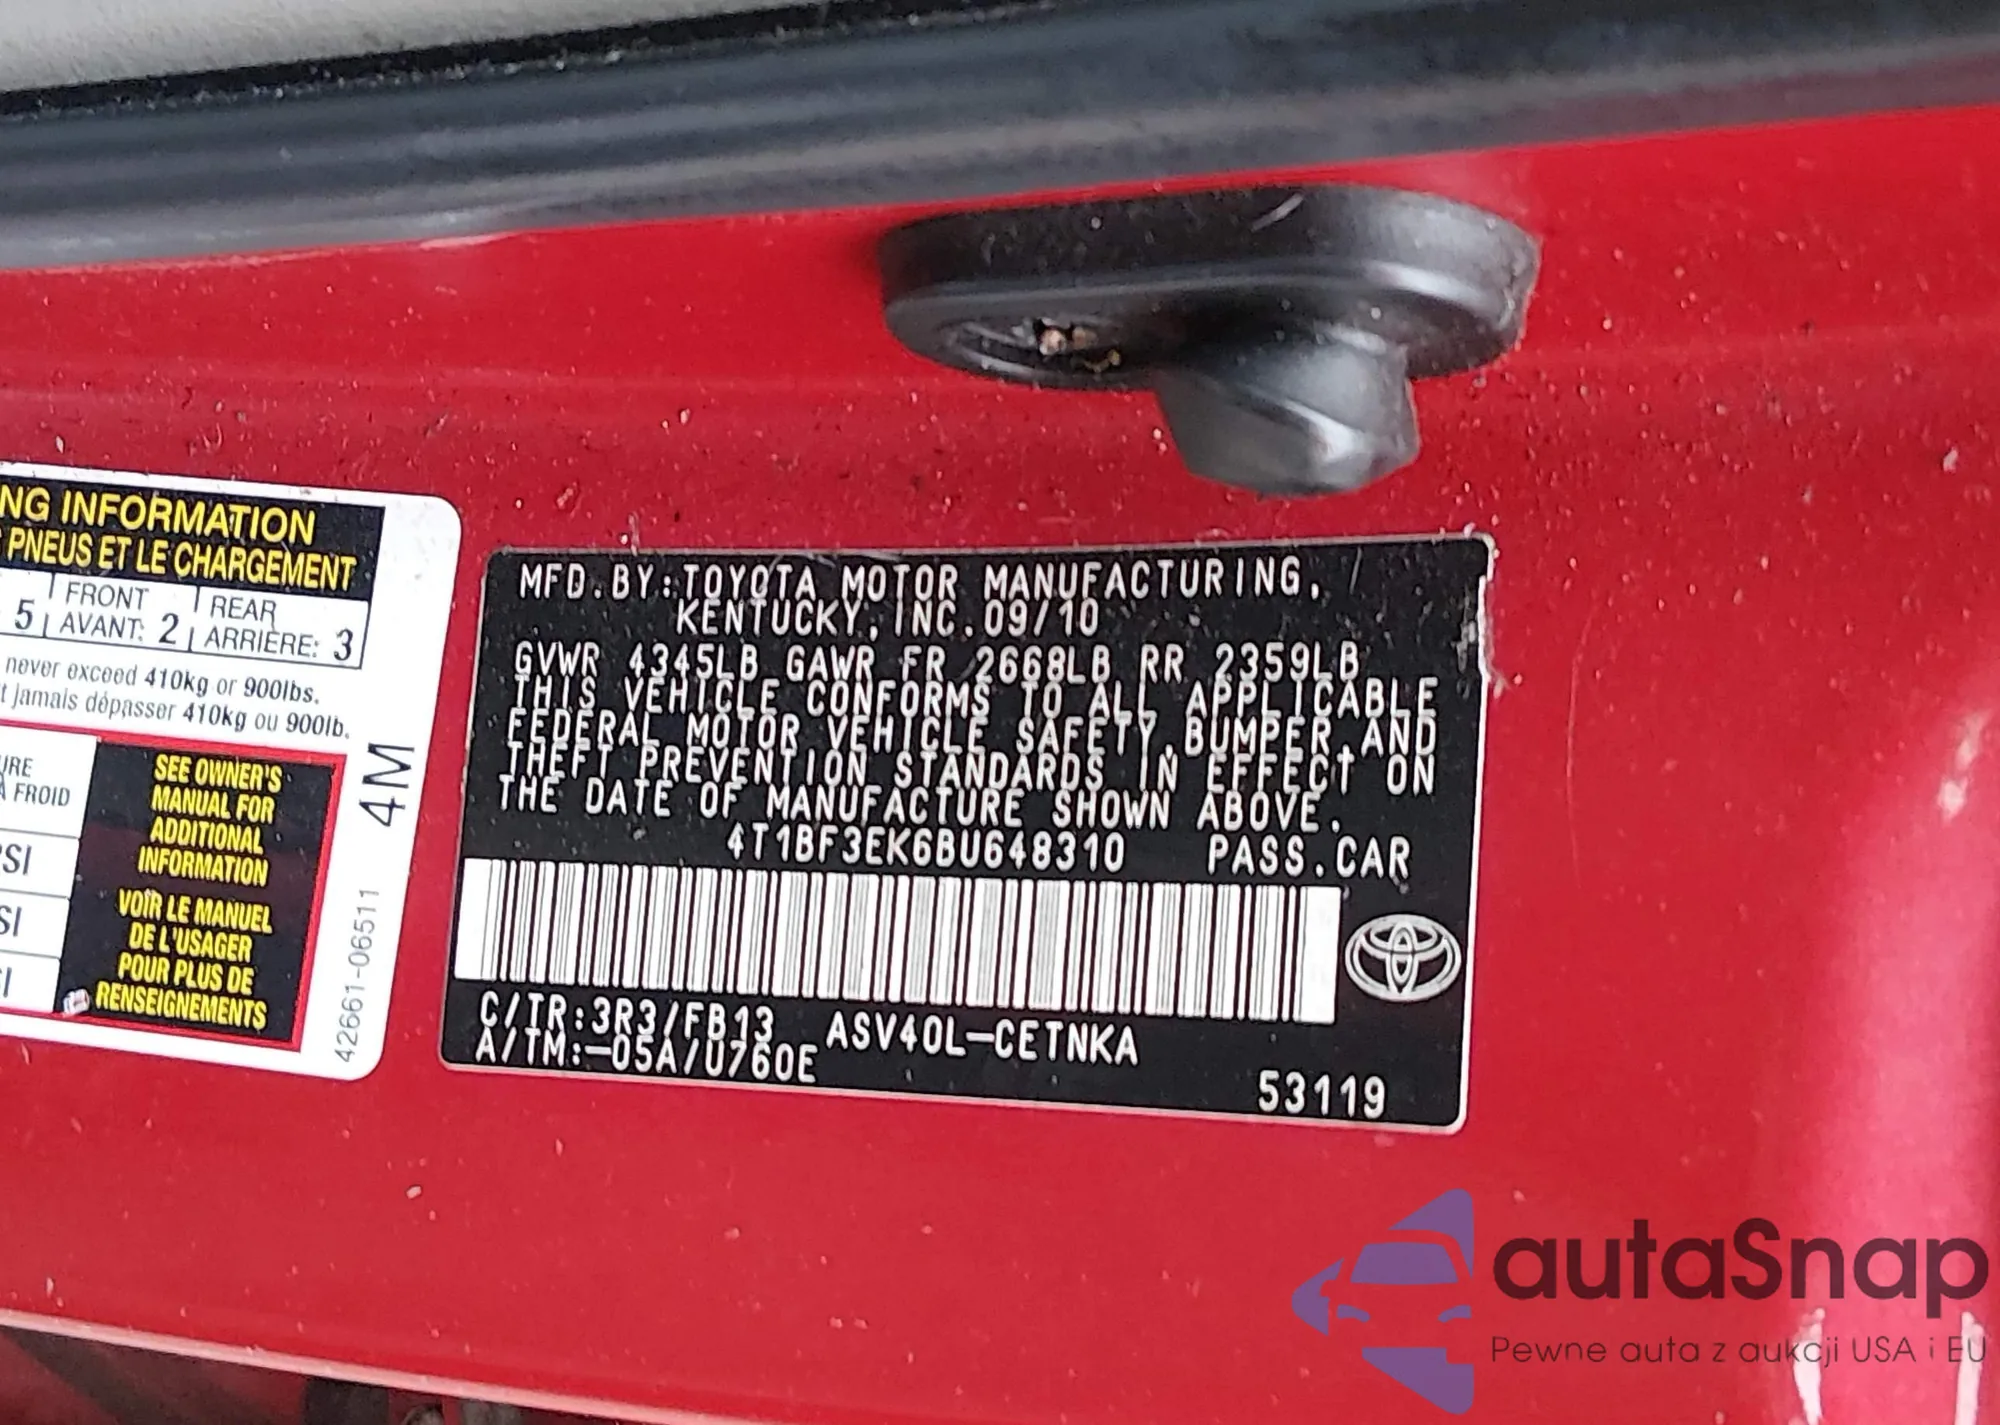 NG INFORMATION
PNEUS ET LE CHARGEMENT
5 FRONT AVANT: 2 REAR ARRIÈRE: 3
never exceed 410kg or 900lbs.
jamais dépasser 410kg ou 900lb.
FROID
SEE OWNER'S
MANUAL FOR
ADDITIONAL
INFORMATION
VOIR LE MANUEL
DE L'USAGER
POUR PLUS DE
RENSEIGNEMENTS
4M
42661-06511
MFD.BY:TOYOTA MOTOR MANUFACTURING,
KENTUCKY, INC.09/10
GVWR 4345LB GAWR FR 2668LB RR 2359LB
THIS VEHICLE CONFORMS TO ALL APPLICABLE
FEDERAL MOTOR VEHICLE SAFETY,BUMPER,AND
THEFT PREVENTION STANDARDS IN EFFECT ON
THE DATE OF MANUFACTURE SHOWN ABOVE.
4T1BF3EK6BU648310 PASS.CAR
C/TR:3R3/FB13 ASV40L-CETNKA
A/TM:-05A/U760E
53119
autaSnap
Pewne auta z aukcji USA i EU